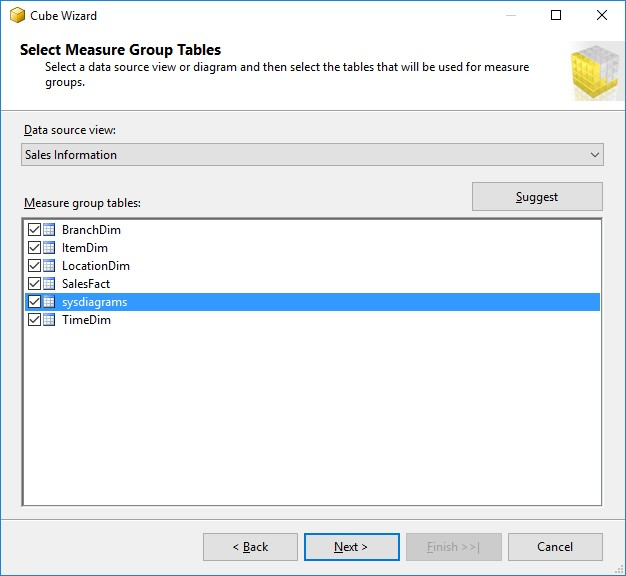 Cube Wizard
Select Measure Group Tables
Select a data source view or diagram and then select the tables that will be used for measure
groups.
Data source view:
Sales Information
Measure group tables:
Suggest
BranchDim
ItemDim
LocationDim
SalesFact
sysdiagrams
TimeDim
< Back
Next >
Finish >>|
Cancel